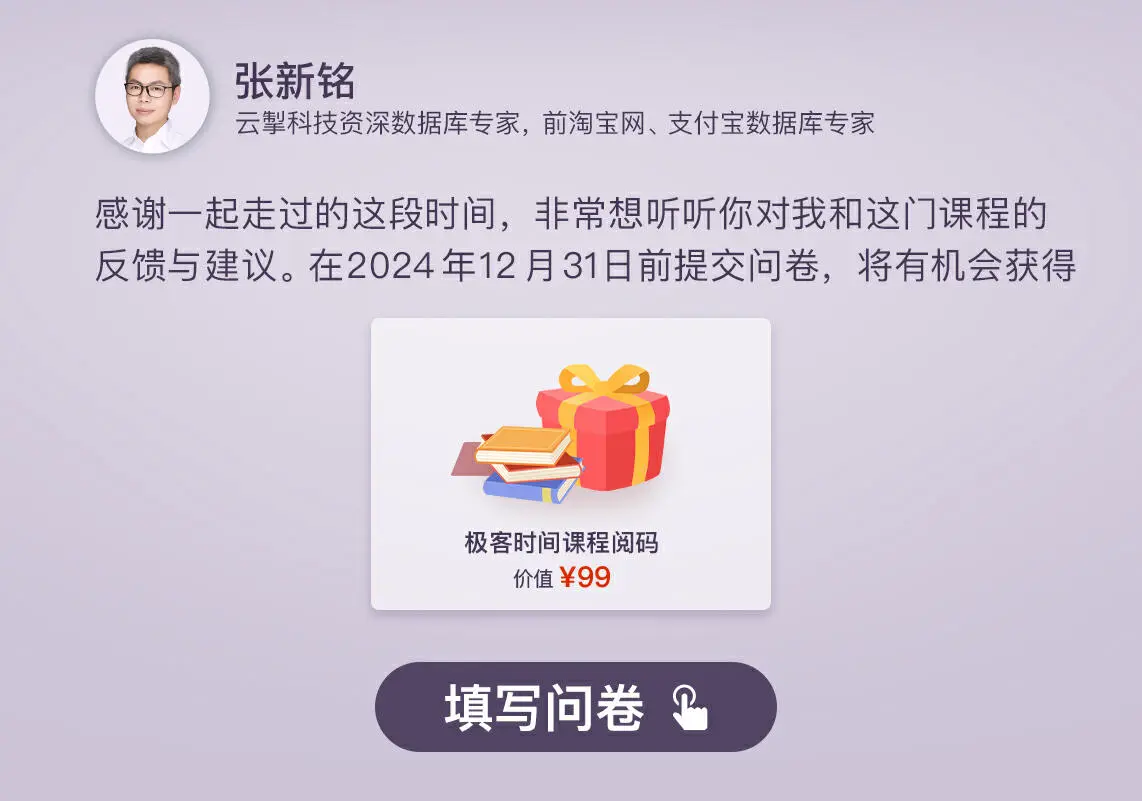 张新铭
云掣科技资深数据库专家，前淘宝网、支付宝数据库专家
感谢一起走过的这段时间，非常想听听你对我和这门课程的
反馈与建议。在2024年12月31日前提交问卷，将有机会获得
极客时间课程阅码
价值 ¥99
填写问卷